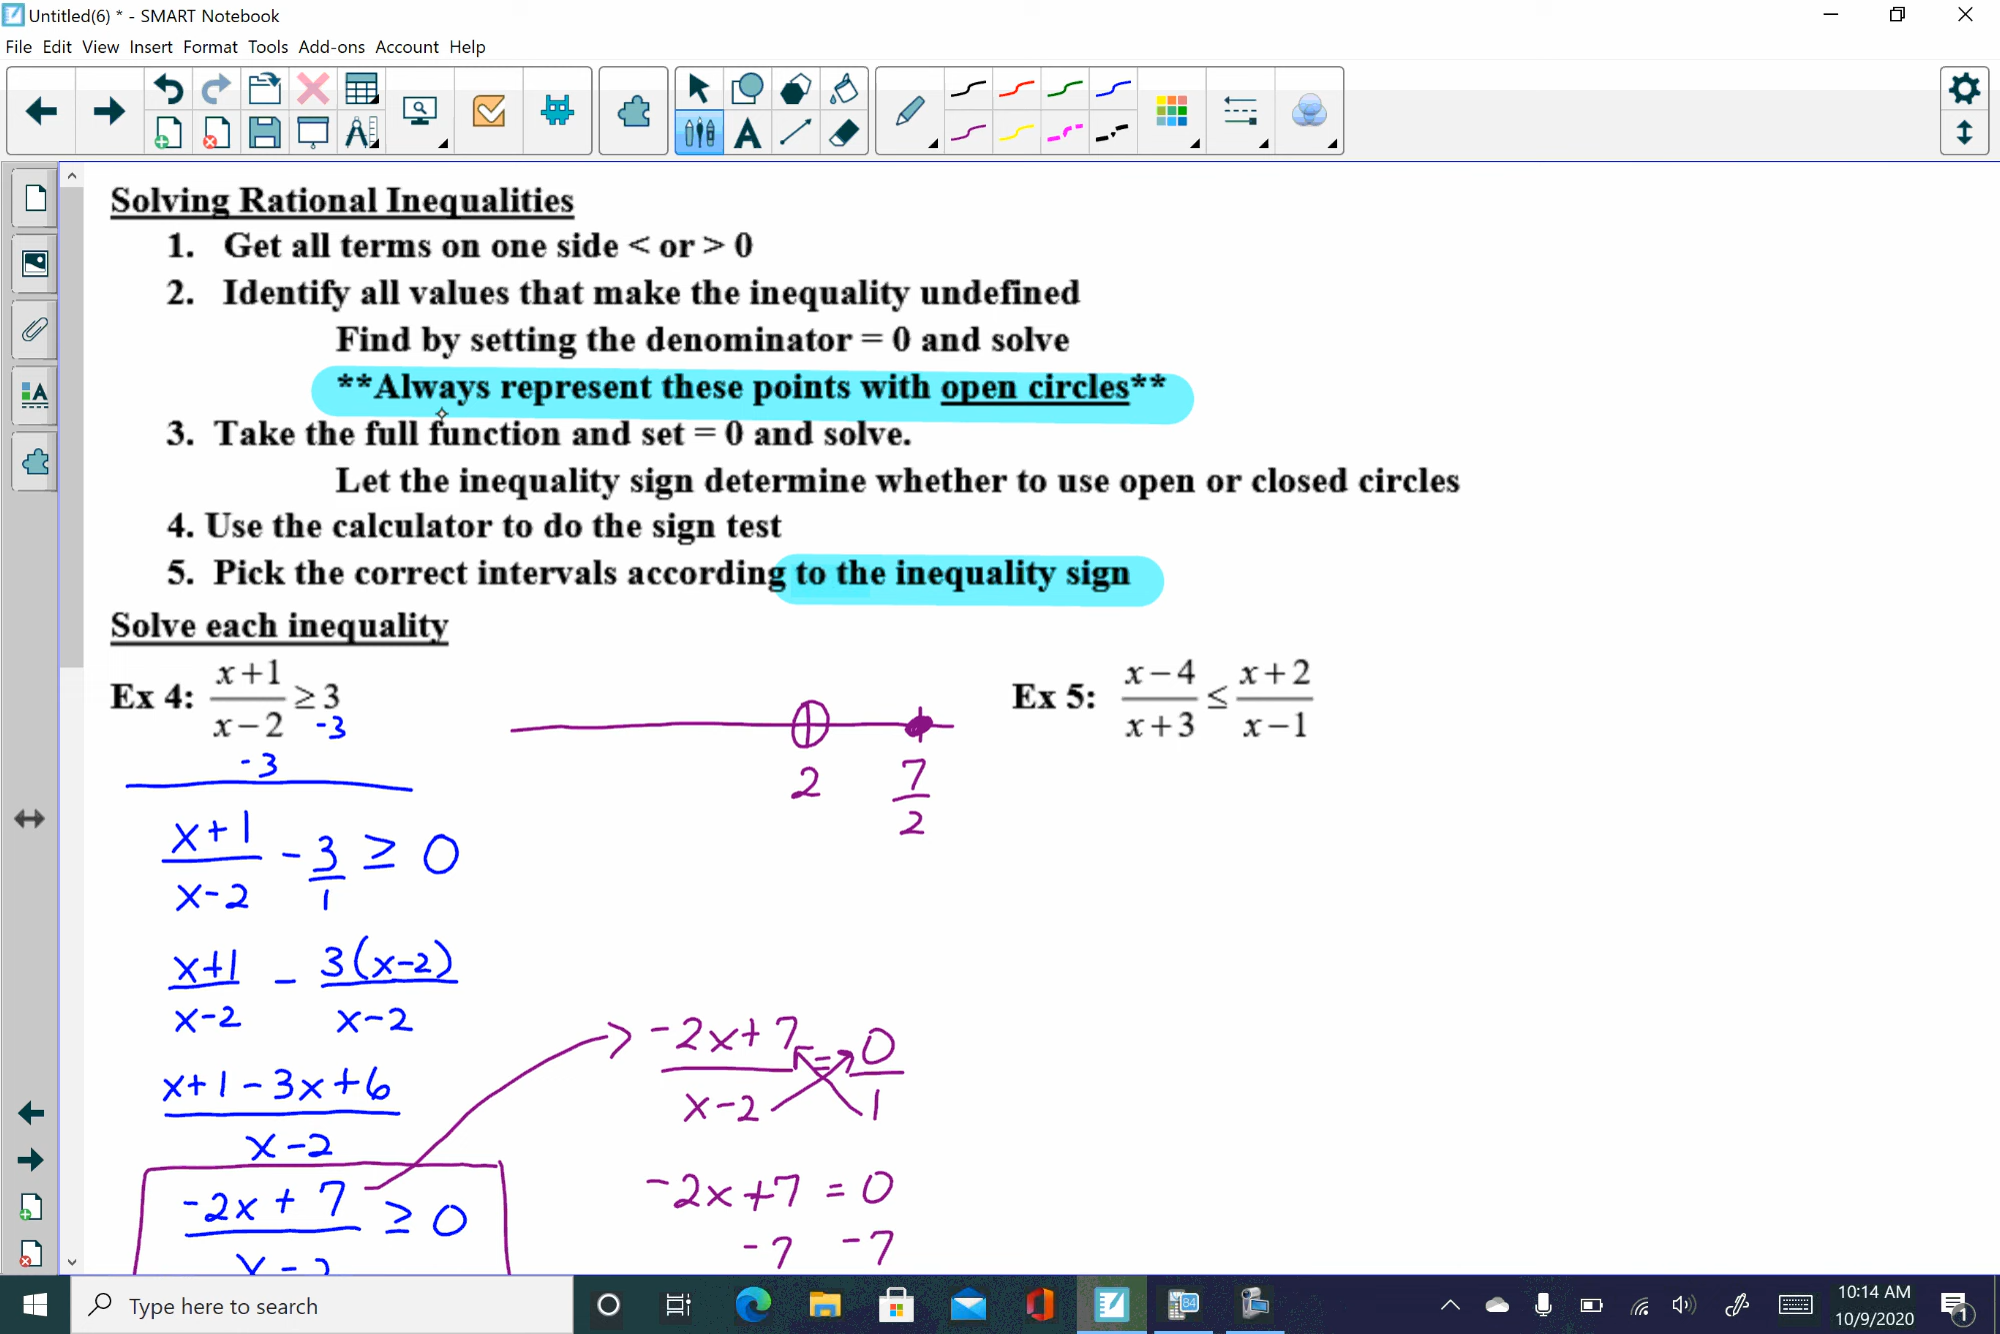 Untitled(6) * - SMART Notebook
File Edit View Insert Format Tools Add-ons Account Help
Solving Rational Inequalities
1. Get all terms on one side < or > 0
2. Identify all values that make the inequality undefined
Find by setting the denominator = 0 and solve
**Always represent these points with open circles**
3. Take the full function and set = 0 and solve.
Let the inequality sign determine whether to use open or closed circles
4. Use the calculator to do the sign test
5. Pick the correct intervals according to the inequality sign
Solve each inequality
Ex 4: (x+1)/(x-2) ≥ 3
-3
-3
(x+1)/(x-2) - 3/1 ≥ 0
(x+1)/(x-2) - 3(x-2)/(x-2)
(x+1-3x+6)/(x-2)
(-2x+7)/(x-2) ≥ 0
2
7/2
(-2x+7)/(x-2) = 0/1
-2x+7 = 0
-7 -7
Ex 5: (x-4)/(x+3) ≤ (x+2)/(x-1)
Type here to search
84
10:14 AM
10/9/2020
1